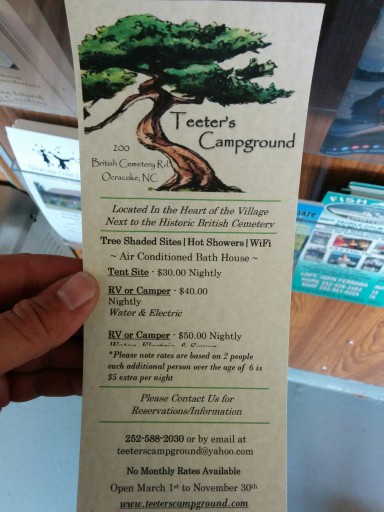 Teeter's
Campground
200
British Cemetery Rd.
Ocracoke, NC
Located In the Heart of the Village
Next to the Historic British Cemetery
Tree Shaded Sites | Hot Showers | WiFi
~ Air Conditioned Bath House ~
Tent Site - $30.00 Nightly
RV or Camper - $40.00
Nightly
Water & Electric
RV or Camper - $50.00 Nightly
*Please note rates are based on 2 people
each additional person over the age of 6 is
$5 extra per night
Please Contact Us for
Reservations/Information
252-588-2030 or by email at
teeterscampground@yahoo.com
No Monthly Rates Available
Open March 1st to November 30th
www.teeterscampground.com